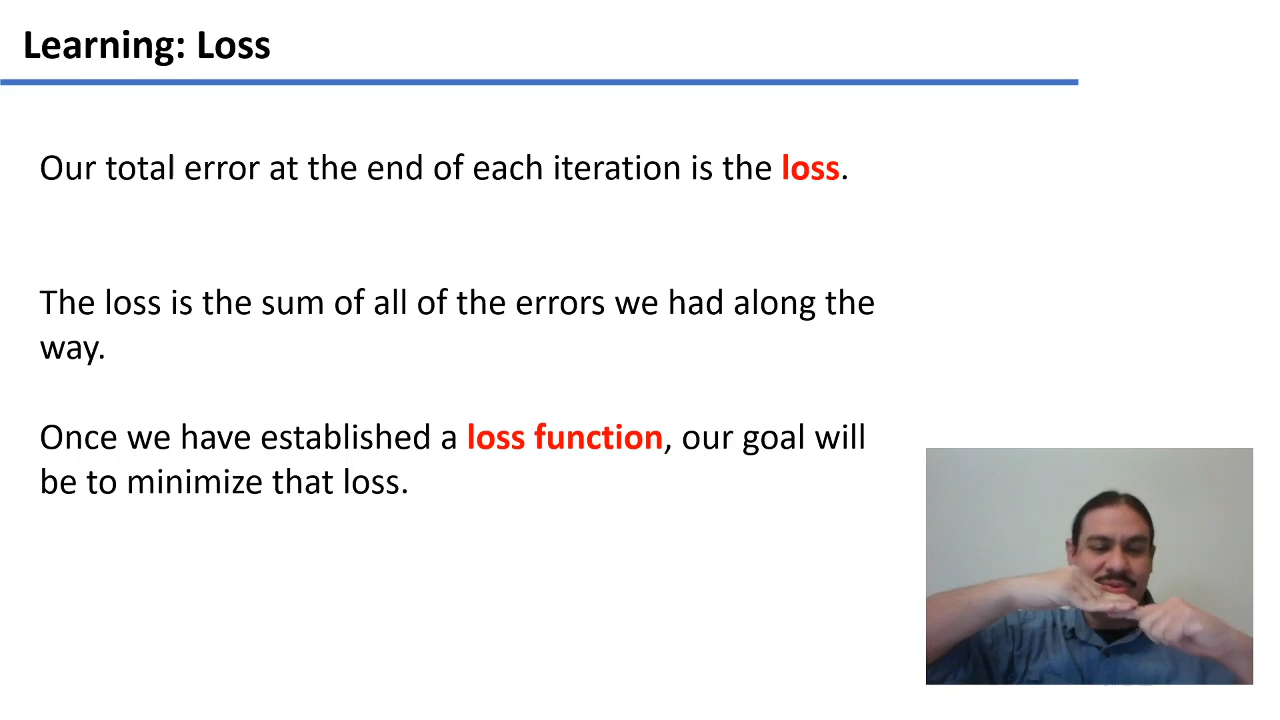 Learning: Loss
Our total error at the end of each iteration is the loss.
The loss is the sum of all of the errors we had along the
way.
Once we have established a loss function, our goal will
be to minimize that loss.